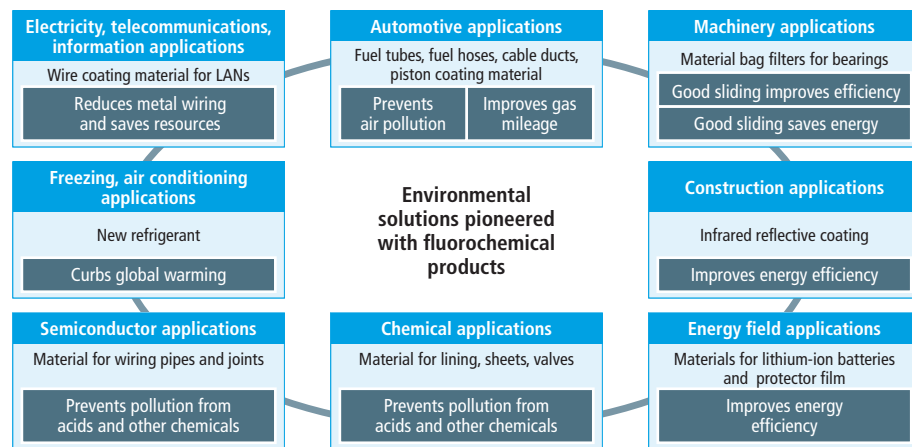 Electricity, telecommunications,
information applications
Wire coating material for LANs
Reduces metal wiring
and saves resources
Automotive applications
Fuel tubes, fuel hoses, cable ducts,
piston coating material
Prevents
air pollution
Improves gas
mileage
Machinery applications
Material bag filters for bearings
Good sliding improves efficiency
Good sliding saves energy
Freezing, air conditioning
applications
New refrigerant
Curbs global warming
Environmental
solutions pioneered
with fluorochemical
products
Construction applications
Infrared reflective coating
Improves energy efficiency
Semiconductor applications
Material for wiring pipes and joints
Prevents pollution from
acids and other chemicals
Chemical applications
Material for lining, sheets, valves
Prevents pollution from
acids and other chemicals
Energy field applications
Materials for lithium-ion batteries
and protector film
Improves energy
efficiency